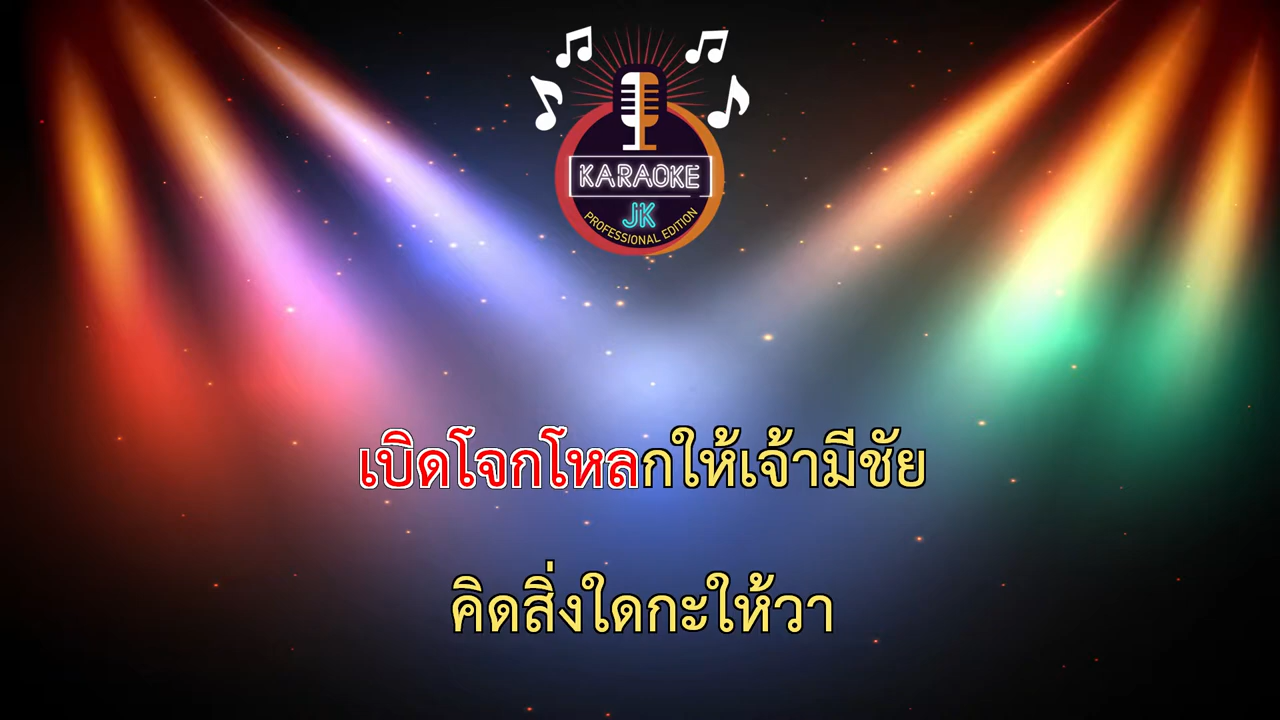 KARAOKE
JK
PROFESSIONAL EDITION
เบิดโจกโหลกให้เจ้ามีชัย
คิดสิ่งใดกะให้วา